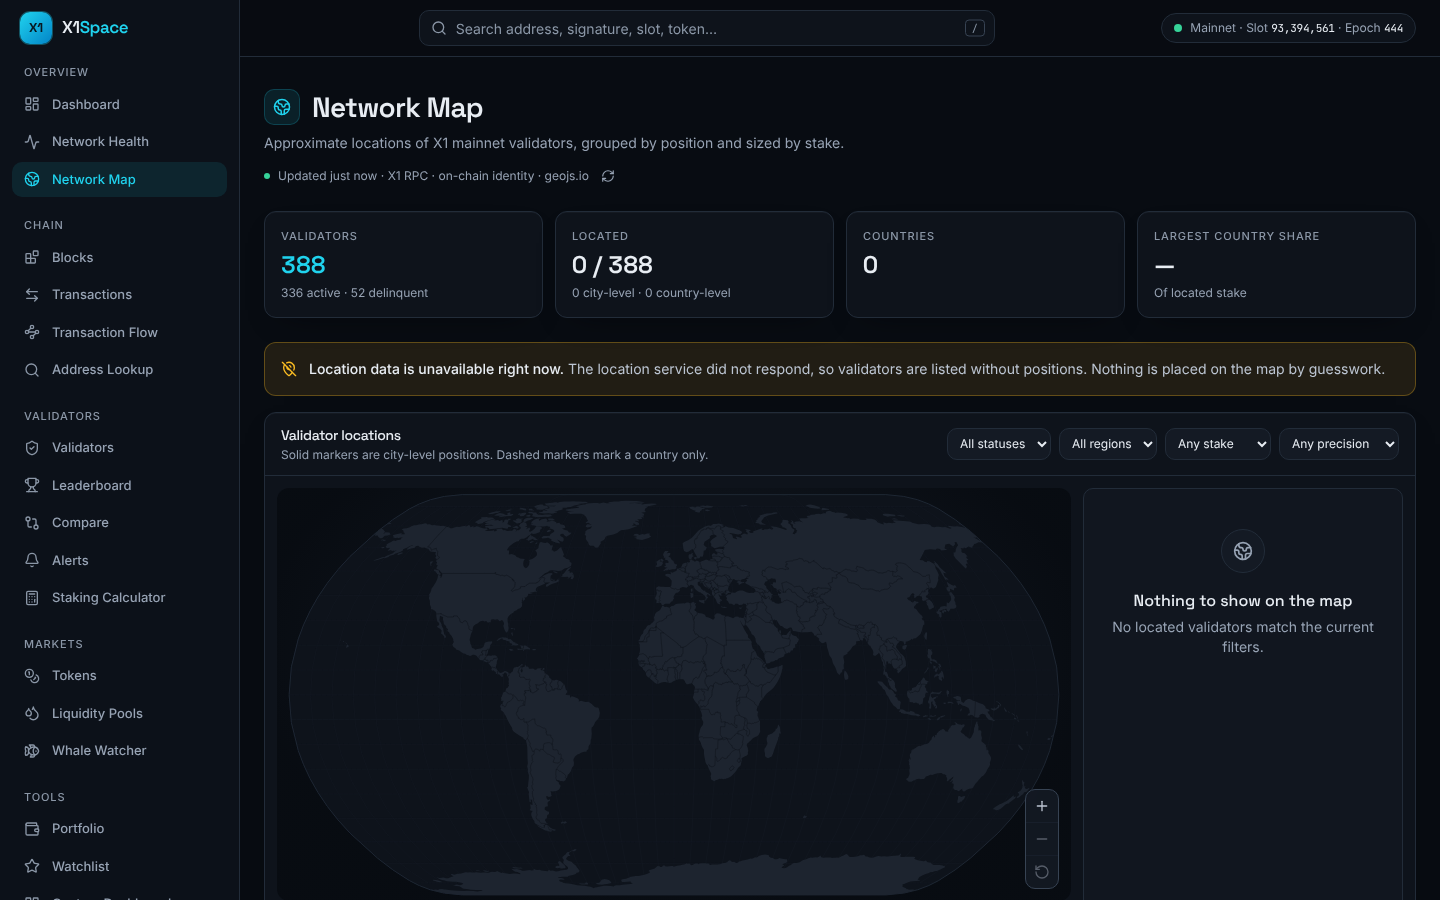 X1 X1Space
Search address, signature, slot, token...
/
Mainnet · Slot 93,394,561 · Epoch 444
OVERVIEW
Dashboard
Network Health
Network Map
CHAIN
Blocks
Transactions
Transaction Flow
Address Lookup
VALIDATORS
Validators
Leaderboard
Compare
Alerts
Staking Calculator
MARKETS
Tokens
Liquidity Pools
Whale Watcher
TOOLS
Portfolio
Watchlist
Network Map
Approximate locations of X1 mainnet validators, grouped by position and sized by stake.
Updated just now · X1 RPC · on-chain identity · geojs.io
VALIDATORS
388
336 active · 52 delinquent
LOCATED
0 / 388
0 city-level · 0 country-level
COUNTRIES
0
LARGEST COUNTRY SHARE
—
Of located stake
Location data is unavailable right now. The location service did not respond, so validators are listed without positions. Nothing is placed on the map by guesswork.
Validator locations
Solid markers are city-level positions. Dashed markers mark a country only.
All statuses
All regions
Any stake
Any precision
Nothing to show on the map
No located validators match the current
filters.